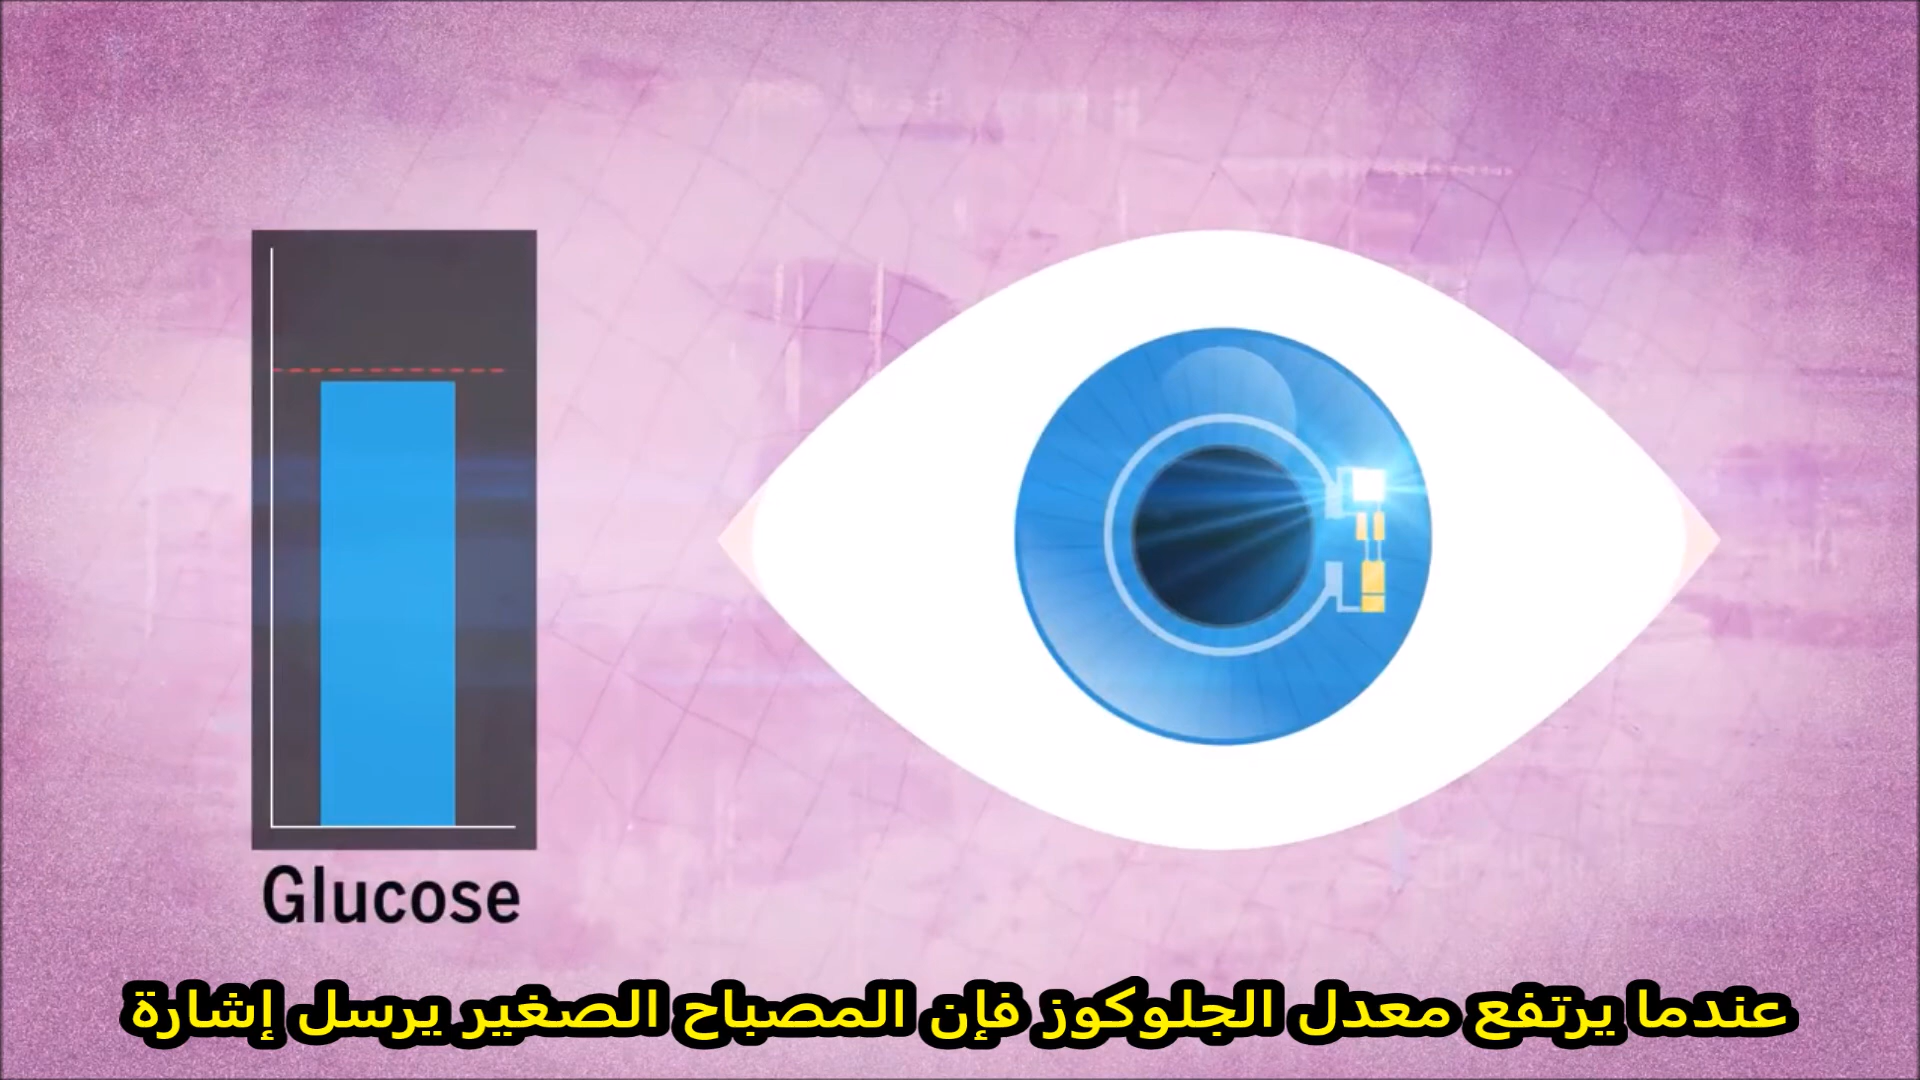 Glucose
عندما يرتفع معدل الجلوكوز فإن المصباح الصغير يرسل إشارة